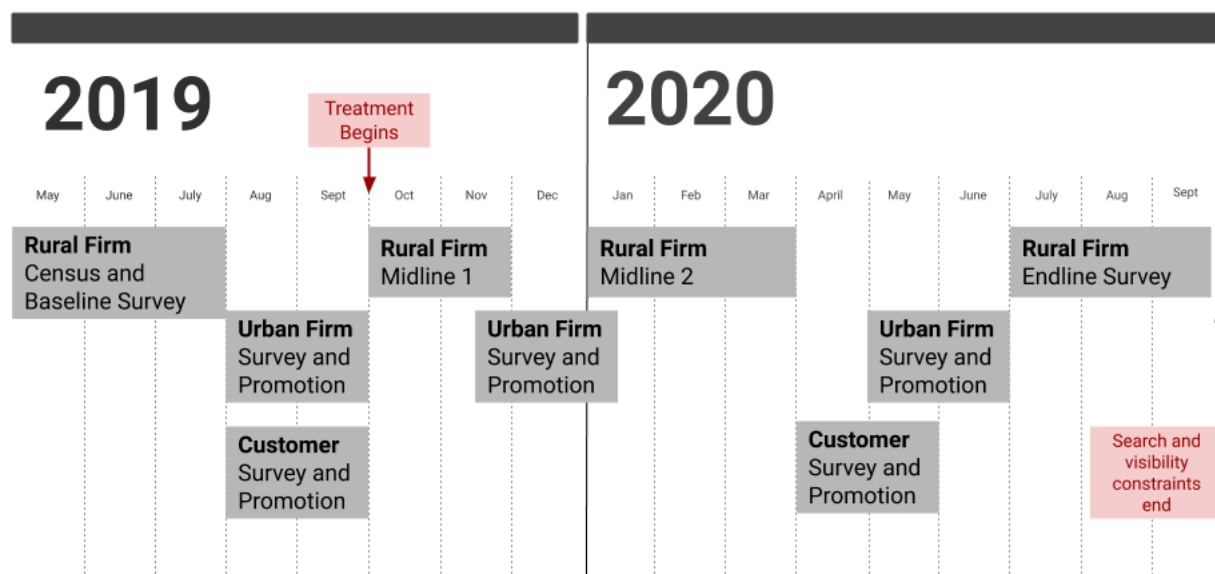 2019
2020
Treatment
Begins
May
June
July
Aug
Sept
Oct
Nov
Dec
Jan
Feb
Mar
April
May
June
July
Aug
Sept
Rural Firm
Census and
Baseline Survey
Rural Firm
Midline 1
Rural Firm
Midline 2
Rural Firm
Endline Survey
Urban Firm
Survey and
Promotion
Urban Firm
Survey and
Promotion
Urban Firm
Survey and
Promotion
Customer
Survey and
Promotion
Customer
Survey and
Promotion
Search and
visibility
constraints
end